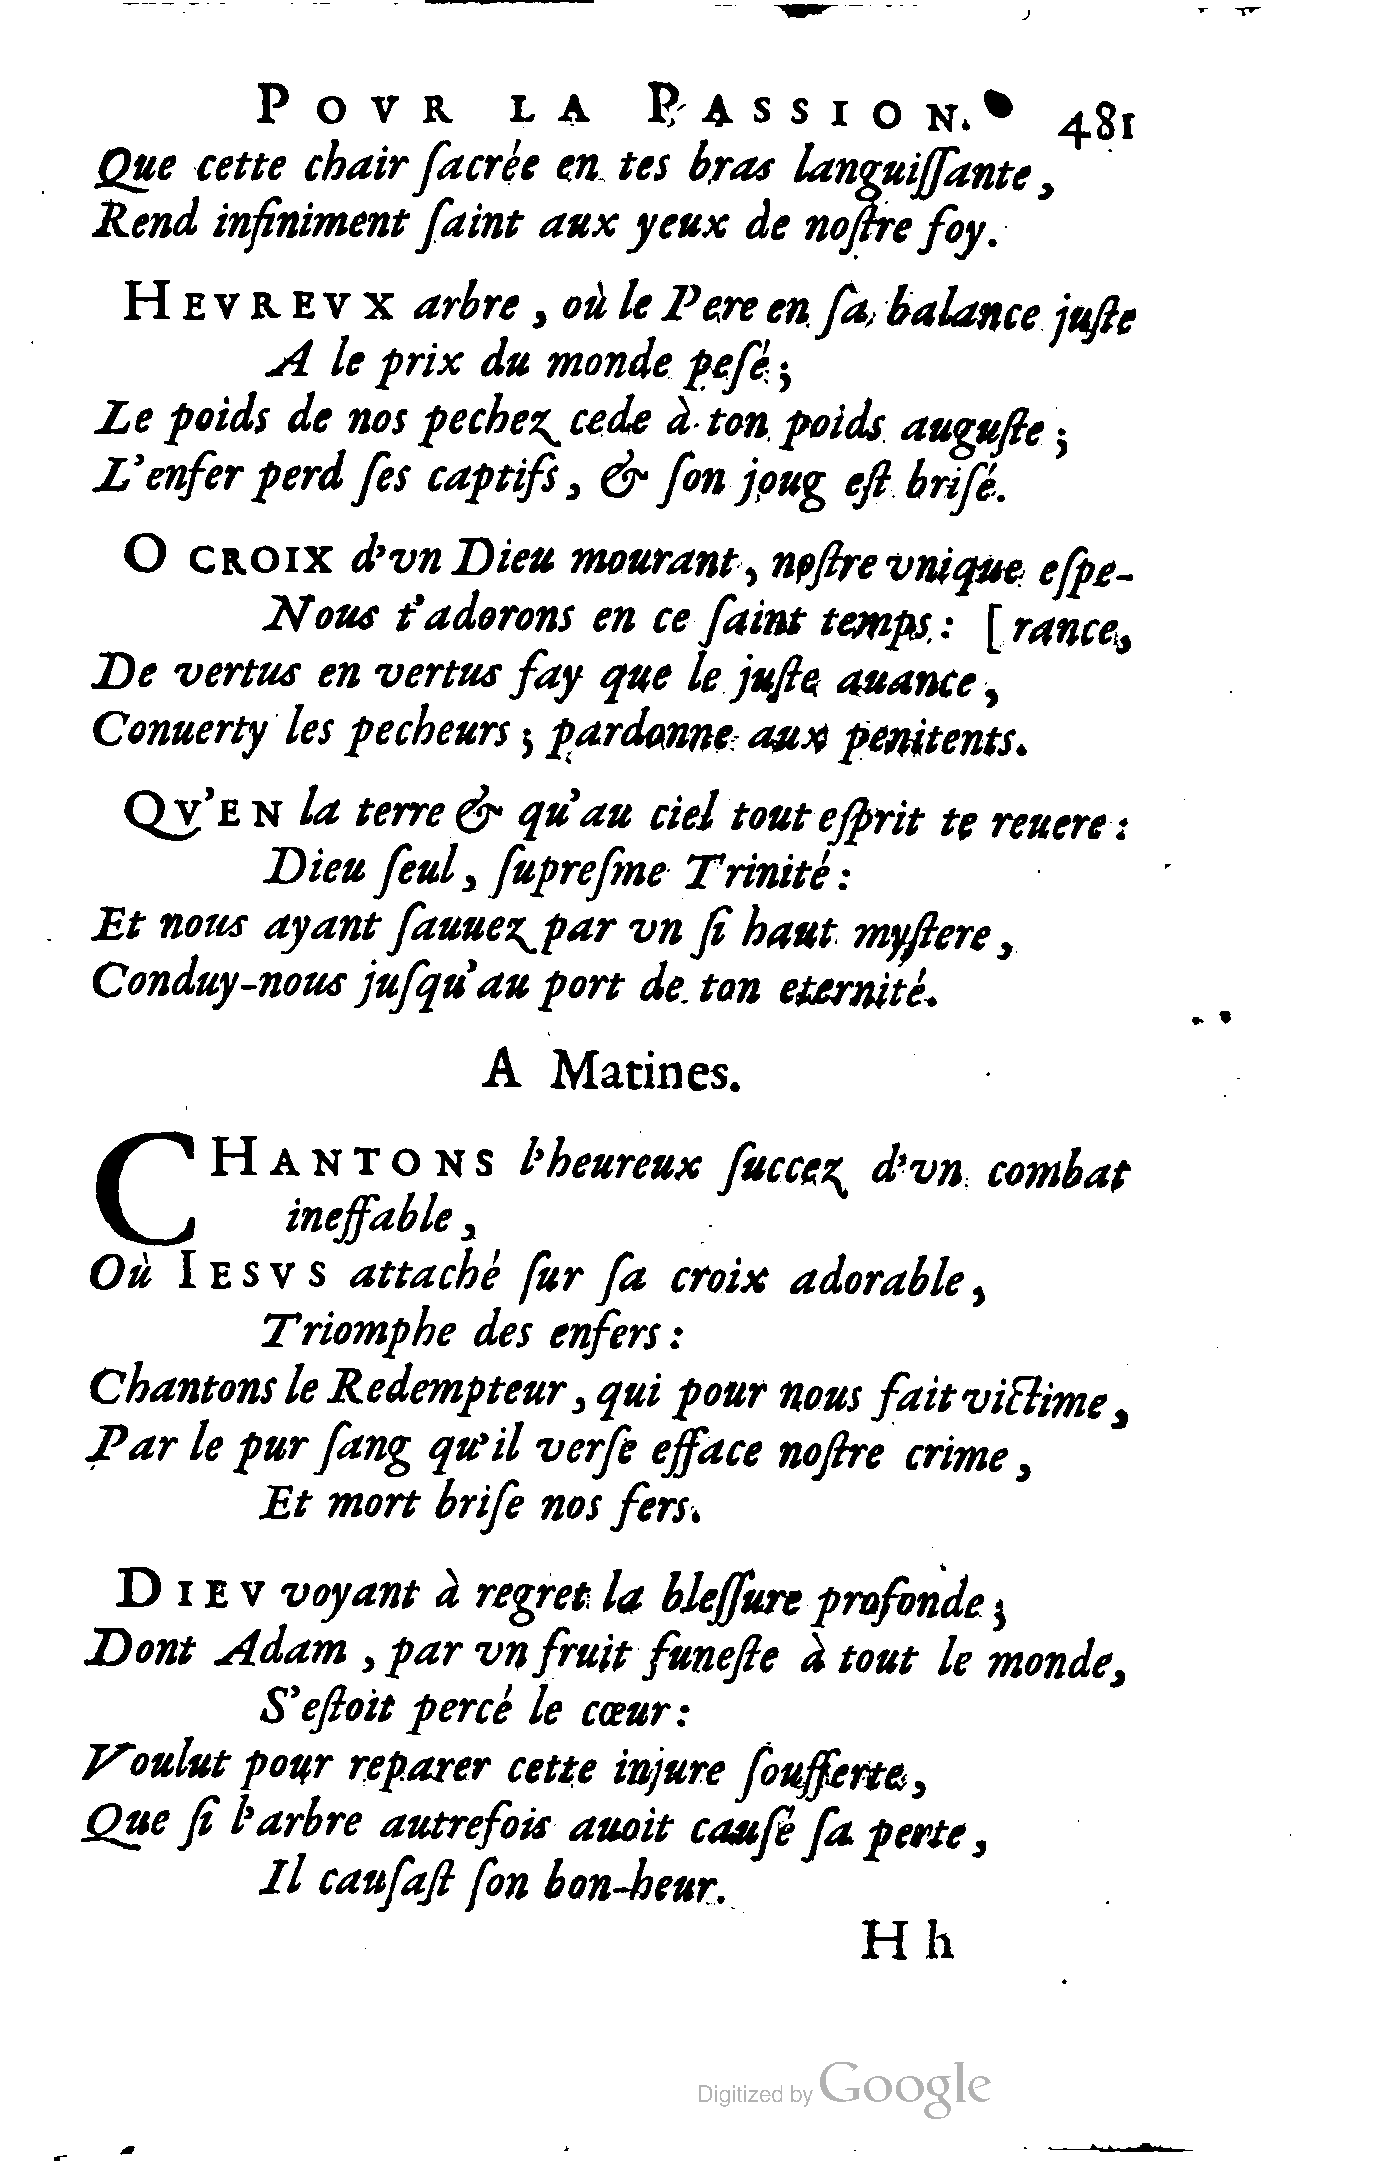 POVR LA PASSION. 481
Que cette chair ſacrée en tes bras languiſſante,
Rend infiniment ſaint aux yeux de noſtre foy.
HEVREVX arbre, où le Pere en ſa balance juſte
A le prix du monde peſé;
Le poids de nos pechez cede à ton poids auguſte;
L'enfer perd ſes captifs, & ſon joug eſt briſé.
O CROIX d'vn Dieu mourant, noſtre vnique eſpe-
Nous t'adorons en ce ſaint temps: [rance,
De vertus en vertus fay que le juſte auance,
Conuerty les pecheurs; pardonne aux penitents.
QV'EN la terre & qu'au ciel tout eſprit te reuere:
Dieu ſeul, ſupreſme Trinité:
Et nous ayant ſauuez par vn ſi haut myſtere,
Conduy-nous juſqu'au port de ton eternité.
A Matines.
CHANTONS l'heureux ſuccez d'vn combat
ineffable,
Où IESVS attaché ſur ſa croix adorable,
Triomphe des enfers:
Chantons le Redempteur, qui pour nous fait victime,
Par le pur ſang qu'il verſe efface noſtre crime,
Et mort briſe nos fers.
DIEV voyant à regret la bleſſure profonde;
Dont Adam, par vn fruit funeſte à tout le monde,
S'eſtoit percé le cœur:
Voulut pour reparer cette injure ſoufferte,
Que ſi l'arbre autrefois auoit cauſé ſa perte,
Il cauſaſt ſon bon-heur.
Hh
Digitized by Google